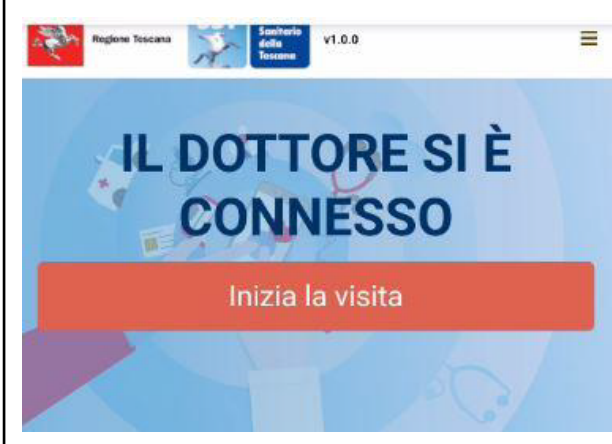 Regione Toscana
Sanitario
della
Toscana
v1.0.0
IL DOTTORE SI È
CONNESSO
Inizia la visita